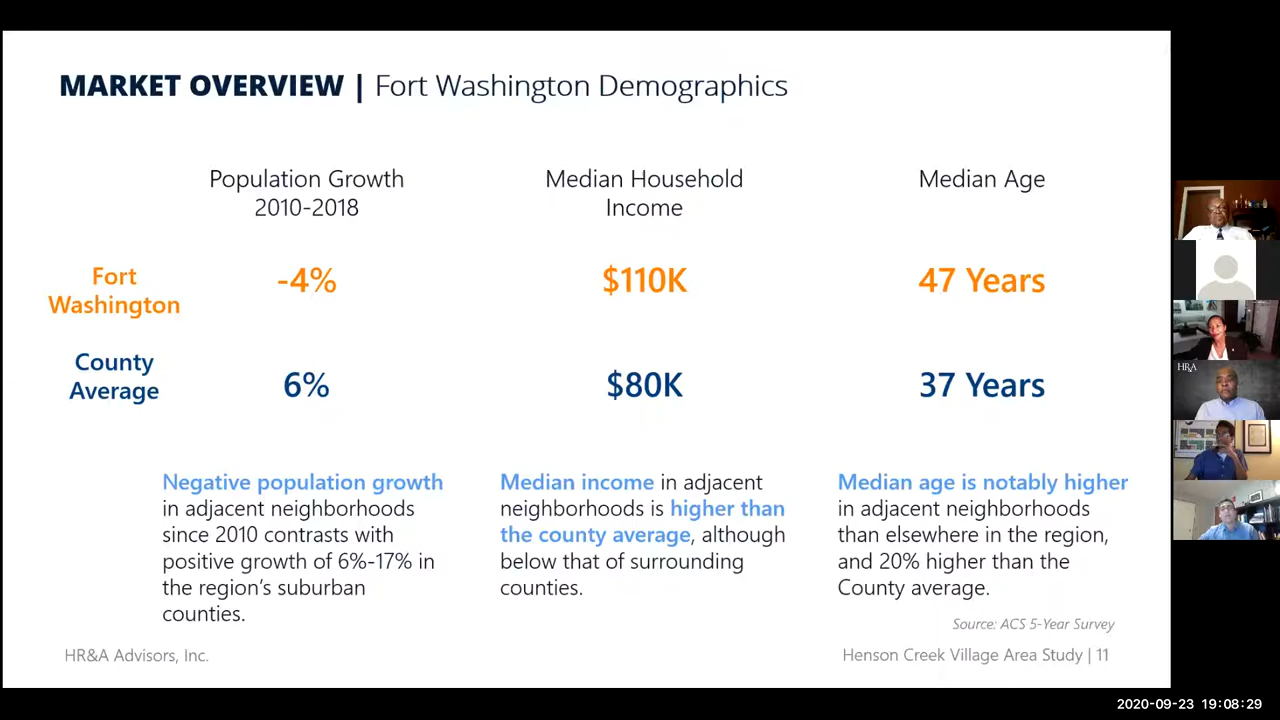 MARKET OVERVIEW | Fort Washington Demographics
Population Growth
2010-2018
Median Household
Income
Median Age
Fort
Washington
-4%
$110K
47 Years
County
Average
6%
$80K
37 Years
Negative population growth
in adjacent neighborhoods
since 2010 contrasts with
positive growth of 6%-17% in
the region's suburban
counties.
Median income in adjacent
neighborhoods is higher than
the county average, although
below that of surrounding
counties.
Median age is notably higher
in adjacent neighborhoods
than elsewhere in the region,
and 20% higher than the
County average.
Source: ACS 5-Year Survey
HR&A Advisors, Inc.
Henson Creek Village Area Study | 11
HRA
2020-09-23 19:08:29